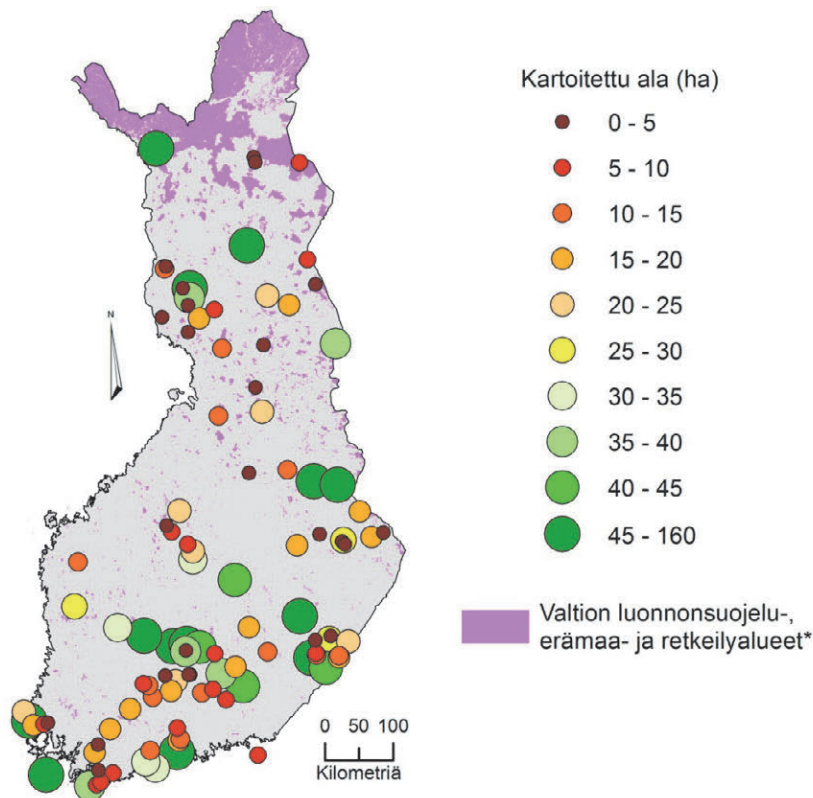 Kartoitettu ala (ha)
0 - 5
5 - 10
10 - 15
15 - 20
20 - 25
25 - 30
30 - 35
35 - 40
40 - 45
45 - 160
Valtion luonnonsuojelu-,
erämaa- ja retkeilyalueet*
N
0 50 100
Kilometriä